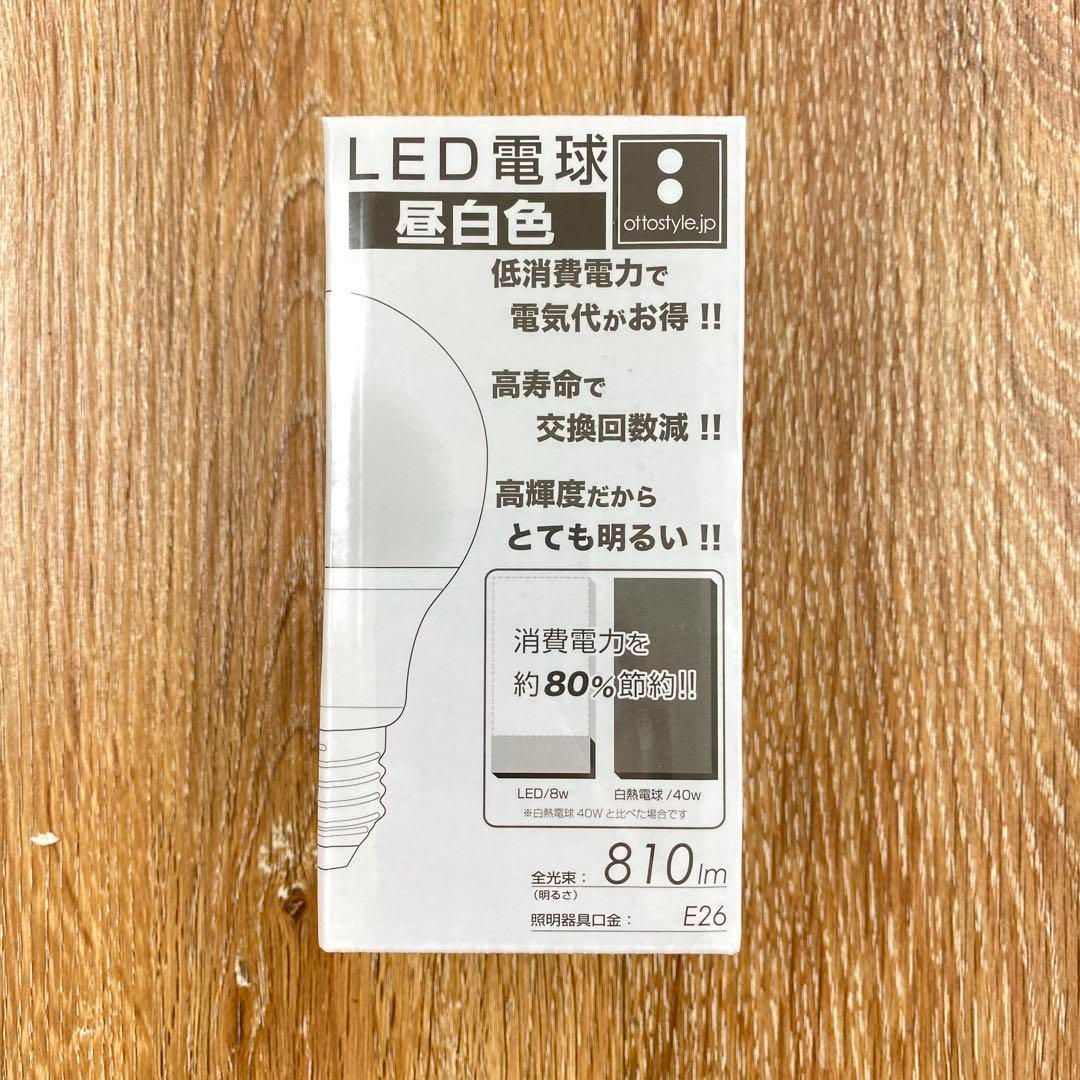 LED電球
ottostyle.jp
昼白色
低消費電力で
電気代がお得!!
高寿命で
交換回数減!!
高輝度だから
とても明るい!!
消費電力を
約80%節約!!
LED/8w
白熱電球/40w
※白熱電球40Wと比べた場合です
全光束: 810lm
(明るさ)
照明器具口金: E26